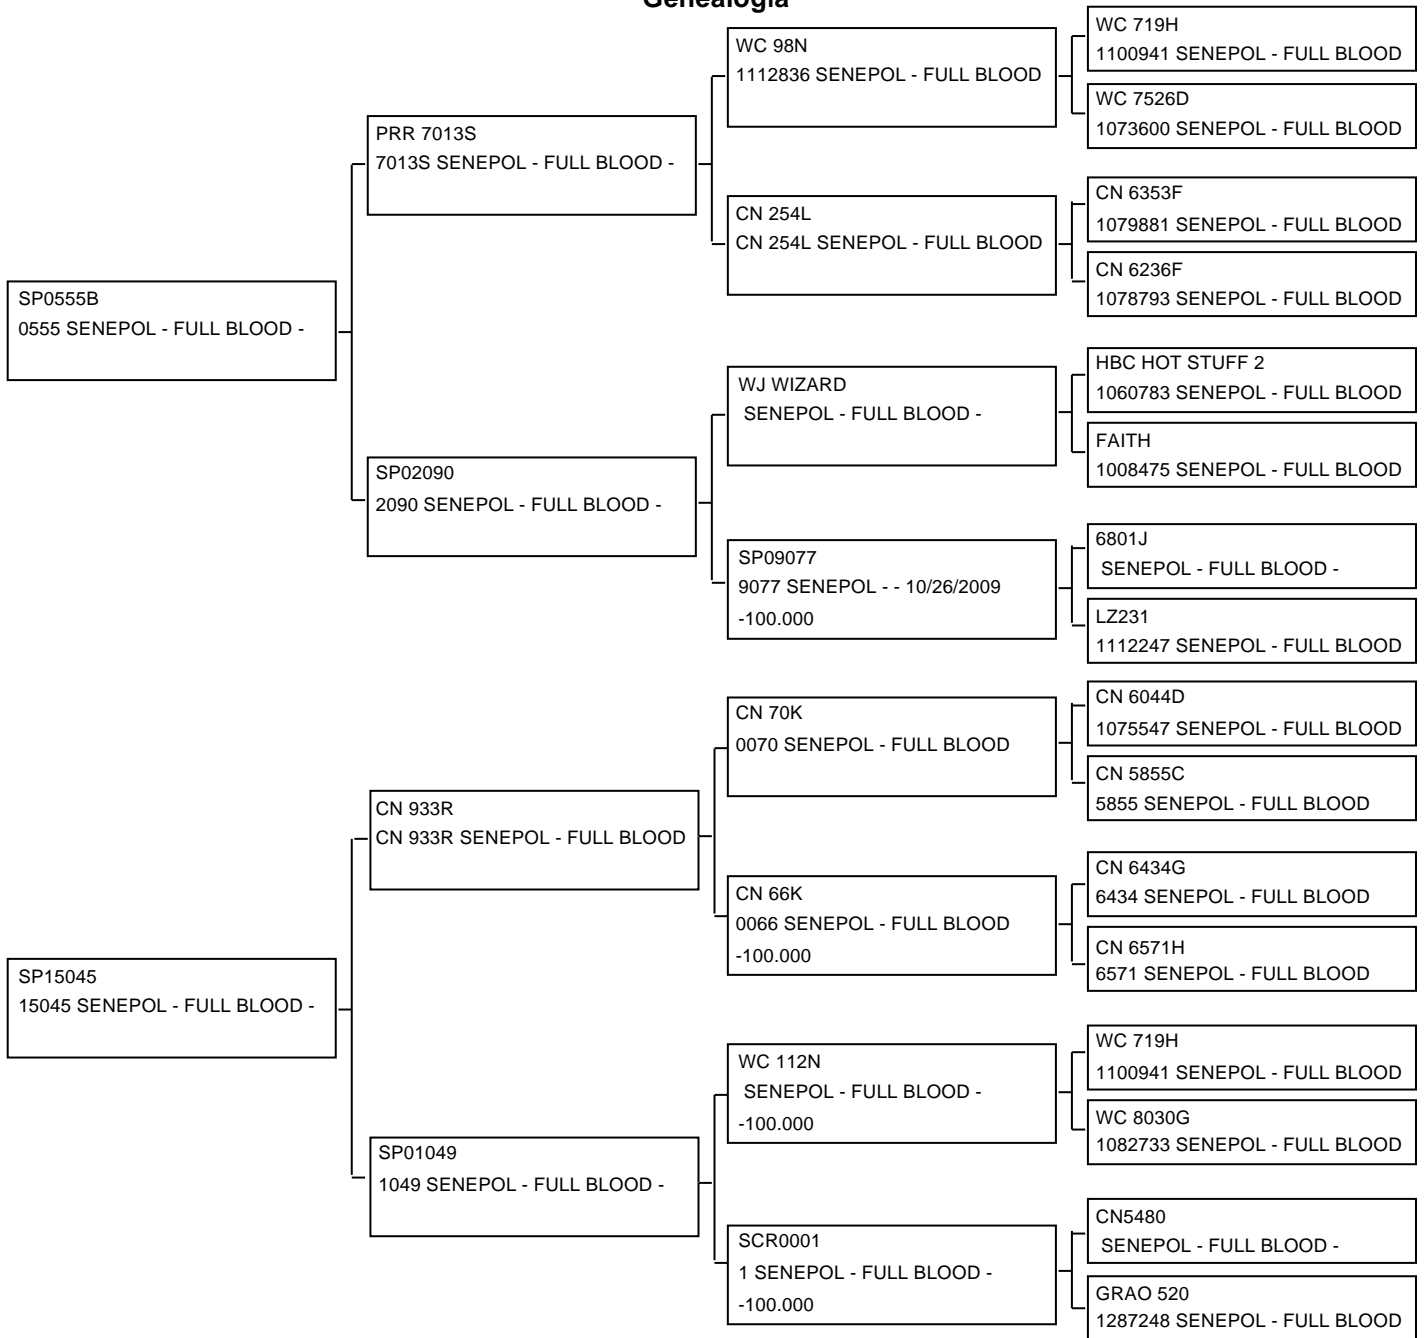 Genealogia
SP0555B
0555 SENEPOL - FULL BLOOD -
SP15045
15045 SENEPOL - FULL BLOOD -
PRR 7013S
7013S SENEPOL - FULL BLOOD -
SP02090
2090 SENEPOL - FULL BLOOD -
CN 933R
CN 933R SENEPOL - FULL BLOOD
SP01049
1049 SENEPOL - FULL BLOOD -
WC 98N
1112836 SENEPOL - FULL BLOOD
CN 254L
CN 254L SENEPOL - FULL BLOOD
WJ WIZARD
SENEPOL - FULL BLOOD -
SP09077
9077 SENEPOL - - 10/26/2009
-100.000
CN 70K
0070 SENEPOL - FULL BLOOD
CN 66K
0066 SENEPOL - FULL BLOOD
-100.000
WC 112N
SENEPOL - FULL BLOOD -
-100.000
SCR0001
1 SENEPOL - FULL BLOOD -
-100.000
WC 719H
1100941 SENEPOL - FULL BLOOD
WC 7526D
1073600 SENEPOL - FULL BLOOD
CN 6353F
1079881 SENEPOL - FULL BLOOD
CN 6236F
1078793 SENEPOL - FULL BLOOD
HBC HOT STUFF 2
1060783 SENEPOL - FULL BLOOD
FAITH
1008475 SENEPOL - FULL BLOOD
6801J
SENEPOL - FULL BLOOD -
LZ231
1112247 SENEPOL - FULL BLOOD
CN 6044D
1075547 SENEPOL - FULL BLOOD
CN 5855C
5855 SENEPOL - FULL BLOOD
CN 6434G
6434 SENEPOL - FULL BLOOD
CN 6571H
6571 SENEPOL - FULL BLOOD
WC 719H
1100941 SENEPOL - FULL BLOOD
WC 8030G
1082733 SENEPOL - FULL BLOOD
CN5480
SENEPOL - FULL BLOOD -
GRAO 520
1287248 SENEPOL - FULL BLOOD